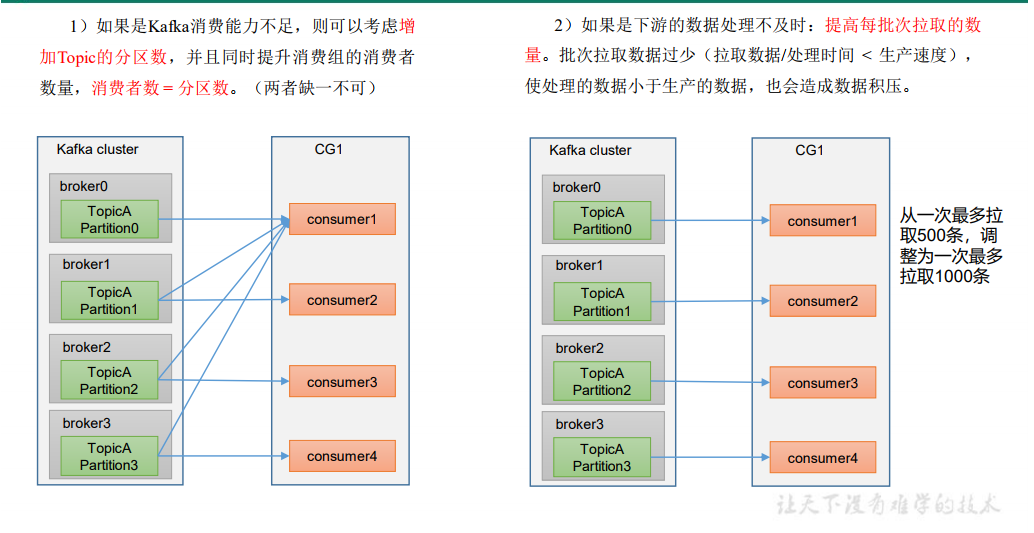 1）如果是Kafka消费能力不足，则可以考虑增
加Topic的分区数，并且同时提升消费组的消费者
数量，消费者数 = 分区数。（两者缺一不可）
Kafka cluster
CG1
broker0
TopicA
Partition0
consumer1
broker1
TopicA
Partition1
consumer2
broker2
TopicA
Partition2
consumer3
broker3
TopicA
Partition3
consumer4
2）如果是下游的数据处理不及时：提高每批次拉取的数
量。批次拉取数据过少（拉取数据/处理时间 < 生产速度），
使处理的数据小于生产的数据，也会造成数据积压。
Kafka cluster
CG1
broker0
TopicA
Partition0
consumer1
broker1
TopicA
Partition1
consumer2
broker2
TopicA
Partition2
consumer3
broker3
TopicA
Partition3
consumer4
从一次最多拉
取500条，调
整为一次最多
拉取1000条
让天下没有难学的技术